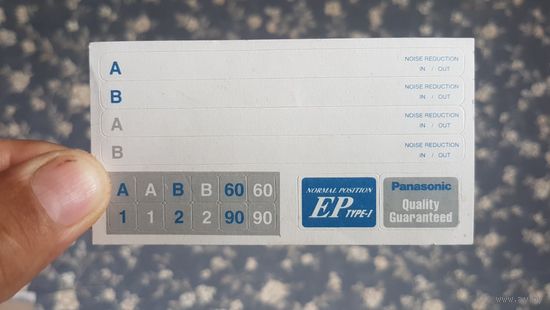 A NOISE REDUCTION
IN / OUT
B NOISE REDUCTION
IN / OUT
A NOISE REDUCTION
IN / OUT
B NOISE REDUCTION
IN / OUT
A A B B 60 60
1 1 2 2 90 90
NORMAL POSITION
EP TYPE-I
Panasonic
Quality
Guaranteed